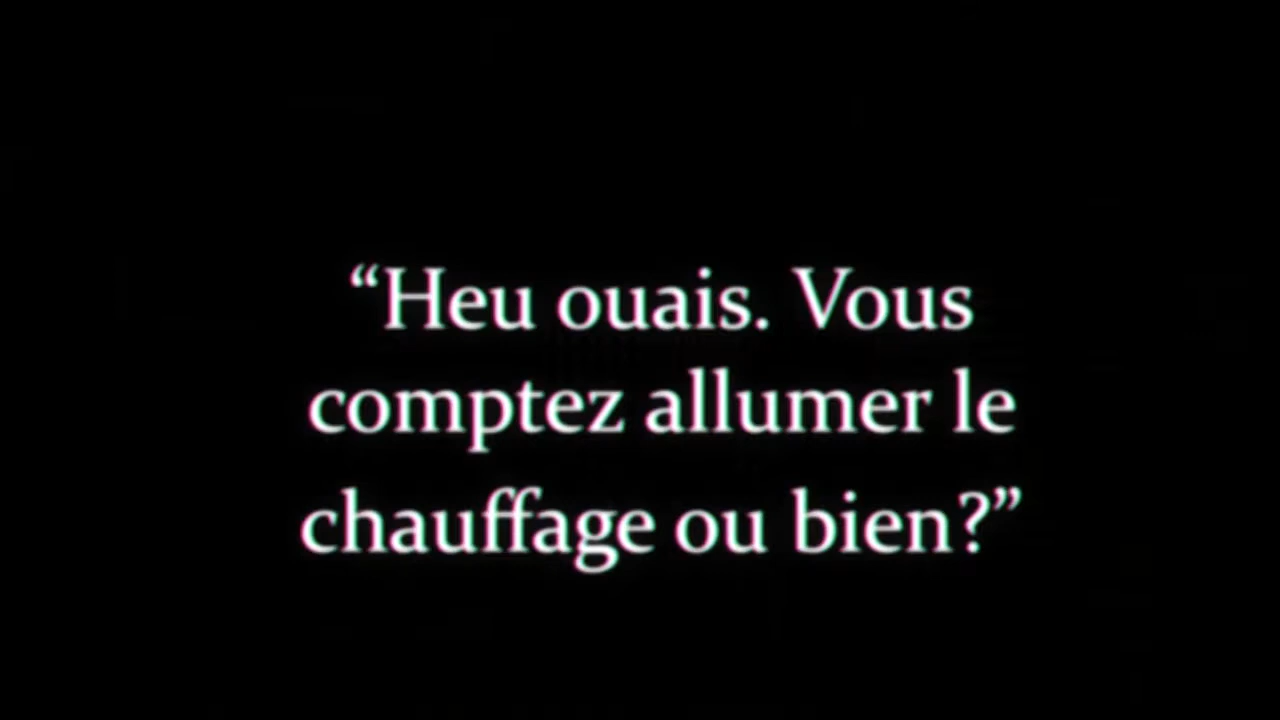 “Heu ouais. Vous
comptez allumer le
chauffage ou bien?”